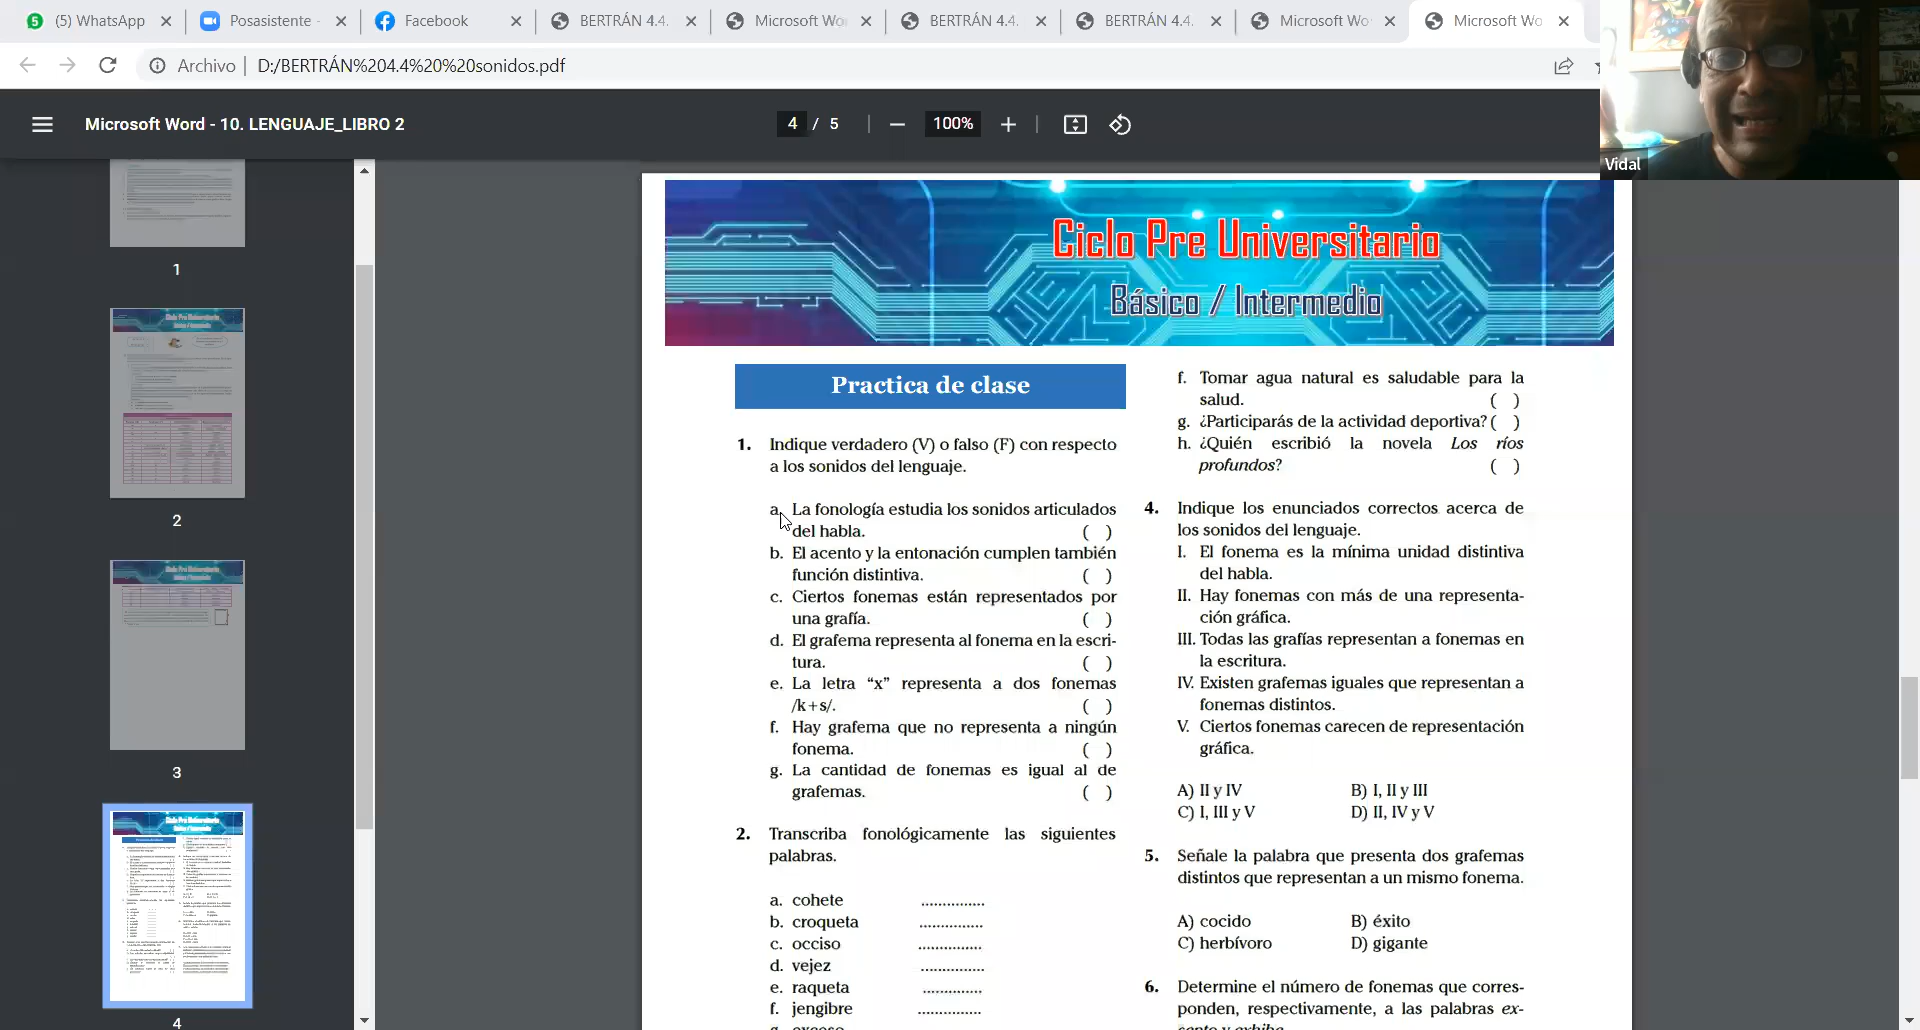 (5) WhatsApp
Posasistente -
Facebook
BERTRÁN 4.4.
Microsoft Wo
BERTRÁN 4.4.
BERTRÁN 4.4.
Microsoft Wo
Microsoft Wo
Archivo | D:/BERTRÁN%204.4%20%20sonidos.pdf
Microsoft Word - 10. LENGUAJE_LIBRO 2
4 / 5
100%
Vidal
1
2
3
4
Ciclo Pre Universitario
Básico / Intermedio
Practica de clase
1. Indique verdadero (V) o falso (F) con respecto
a los sonidos del lenguaje.
a. La fonología estudia los sonidos articulados
del habla. ( )
b. El acento y la entonación cumplen también
función distintiva. ( )
c. Ciertos fonemas están representados por
una grafía. ( )
d. El grafema representa al fonema en la escri-
tura. ( )
e. La letra “x” representa a dos fonemas
/k+s/. ( )
f. Hay grafema que no representa a ningún
fonema. ( )
g. La cantidad de fonemas es igual al de
grafemas. ( )
2. Transcriba fonológicamente las siguientes
palabras.
a. cohete ...............
b. croqueta ...............
c. occiso ...............
d. vejez ...............
e. raqueta ..............
f. jengibre ...............
g. exceso
f. Tomar agua natural es saludable para la
salud. ( )
g. ¿Participarás de la actividad deportiva? ( )
h. ¿Quién escribió la novela Los ríos
profundos? ( )
4. Indique los enunciados correctos acerca de
los sonidos del lenguaje.
I. El fonema es la mínima unidad distintiva
del habla.
II. Hay fonemas con más de una representa-
ción gráfica.
III. Todas las grafías representan a fonemas en
la escritura.
IV. Existen grafemas iguales que representan a
fonemas distintos.
V. Ciertos fonemas carecen de representación
gráfica.
A) II y IV B) I, II y III
C) I, III y V D) II, IV y V
5. Señale la palabra que presenta dos grafemas
distintos que representan a un mismo fonema.
A) cocido B) éxito
C) herbívoro D) gigante
6. Determine el número de fonemas que corres-
ponden, respectivamente, a las palabras ex-